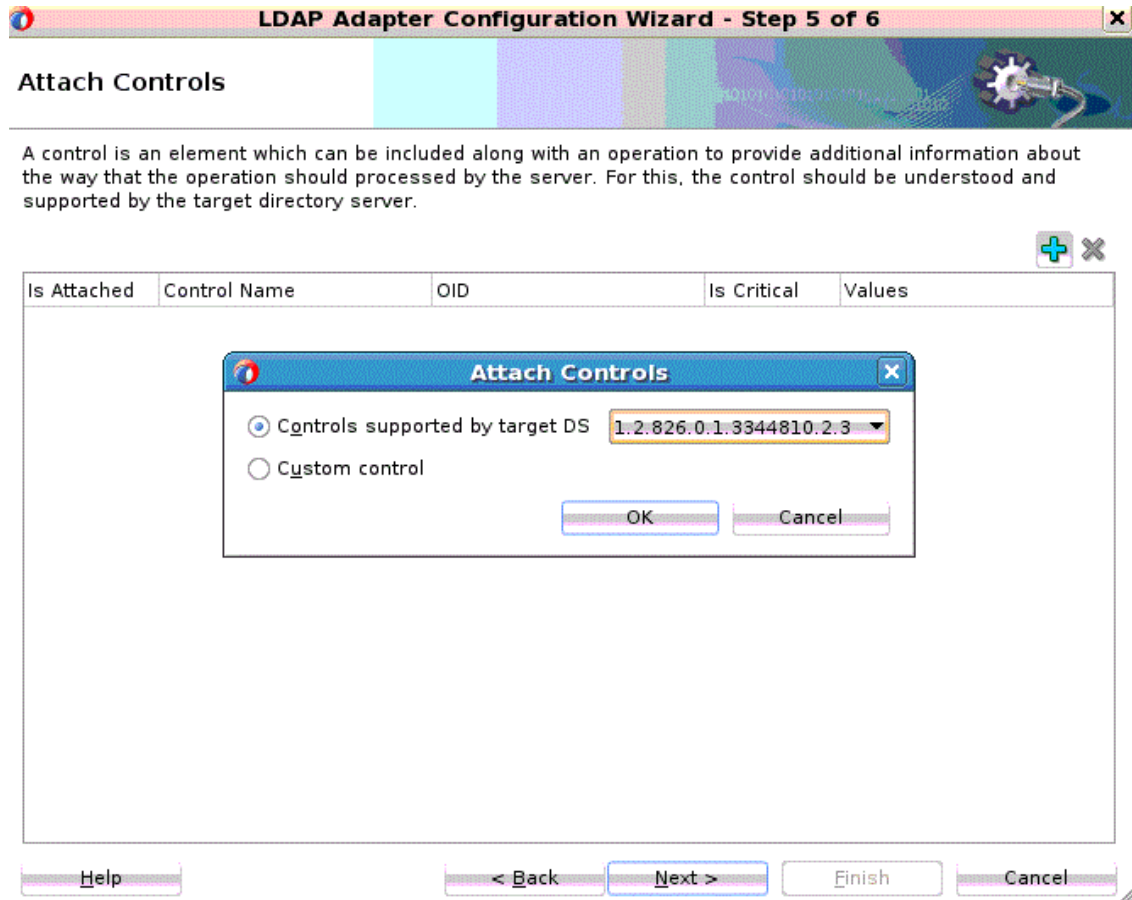 LDAP Adapter Configuration Wizard - Step 5 of 6
Attach Controls
A control is an element which can be included along with an operation to provide additional information about
the way that the operation should processed by the server. For this, the control should be understood and
supported by the target directory server.
Is Attached Control Name OID Is Critical Values
Attach Controls
Controls supported by target DS 1.2.826.0.1.3344810.2.3
Custom control
OK Cancel
Help < Back Next > Finish Cancel